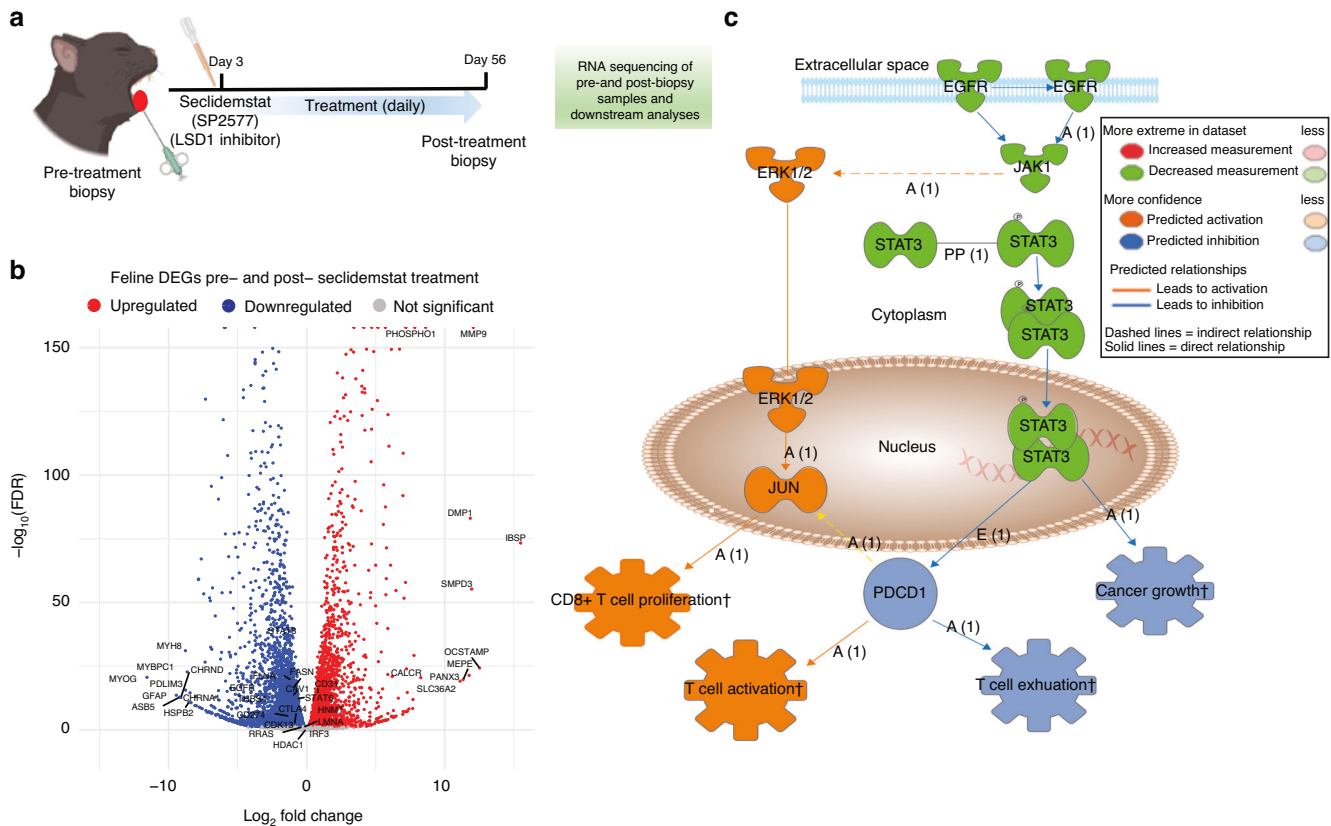 a
Day 3
Day 56
Seclidemstat
(SP2577)
(LSD1 inhibitor)
Treatment (daily)
Pre-treatment
biopsy
Post-treatment
biopsy
RNA sequencing of
pre-and post-biopsy
samples and
downstream analyses
b
Feline DEGs pre− and post− seclidemstat treatment
Upregulated
Downregulated
Not significant
−log10(FDR)
150
100
50
0
−10
0
10
Log2 fold change
PHOSPHO1
MMP9
DMP1
IBSP
SMPD3
OCSTAMP
MEPE
PANX3
CALCR
SLC36A2
MYH8
MYBPC1
CHRND
MYOG
PDLIM3
GFAP
CHRNA1
ASB5
HSPB2
FASN
EGFR
CAV1
CD34
STAT6
CD274
CTLA4
HNMT
CDK13
LMNA
RRAS
IRF3
HDAC1
c
Extracellular space
EGFR
EGFR
A (1)
JAK1
ERK1/2
A (1)
STAT3
PP (1)
P
STAT3
P
STAT3
STAT3
Cytoplasm
ERK1/2
A (1)
JUN
Nucleus
P
STAT3
STAT3
A (1)
A (1)
E (1)
A (1)
CD8+ T cell proliferation†
PDCD1
Cancer growth†
A (1)
A (1)
T cell activation†
T cell exhuation†
More extreme in dataset
less
Increased measurement
Decreased measurement
More confidence
less
Predicted activation
Predicted inhibition
Predicted relationships
Leads to activation
Leads to inhibition
Dashed lines = indirect relationship
Solid lines = direct relationship